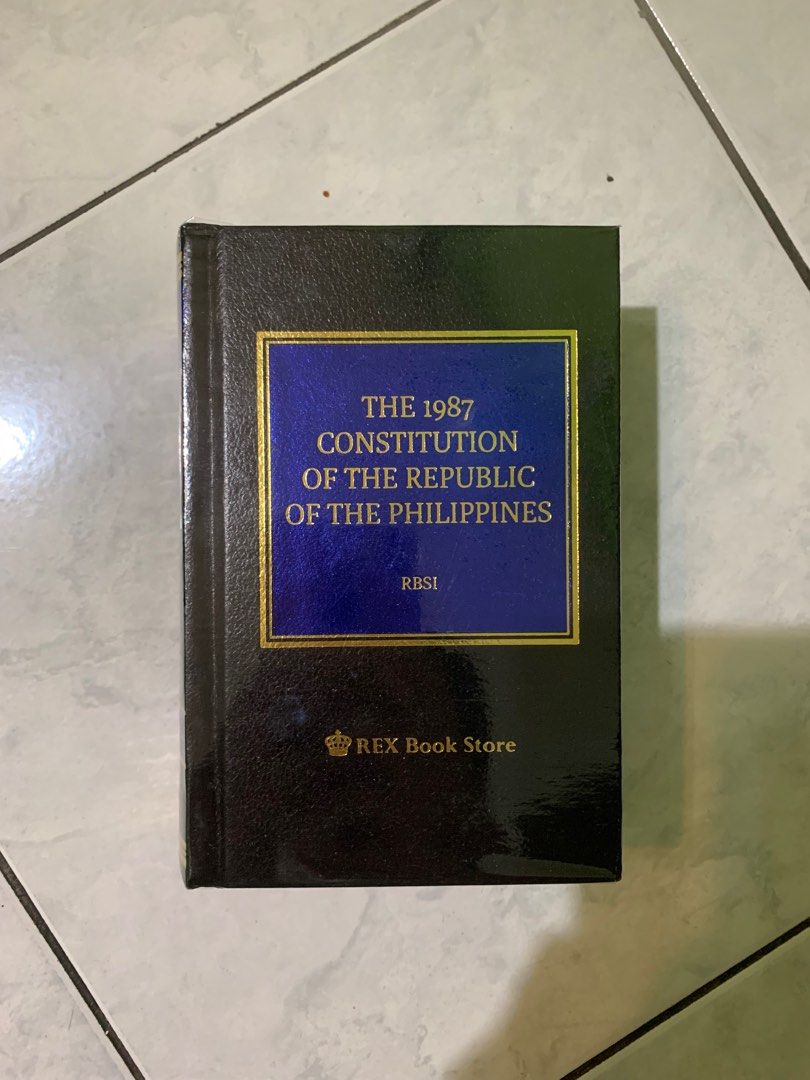 THE 1987
CONSTITUTION
OF THE REPUBLIC
OF THE PHILIPPINES
RBSI
REX Book Store